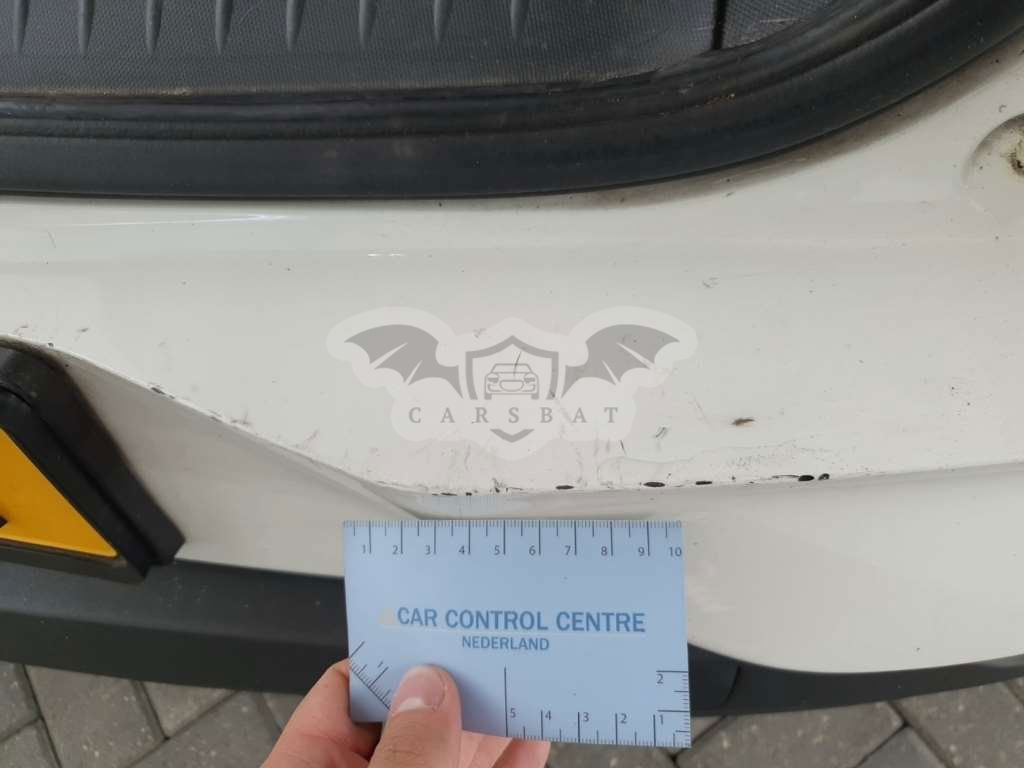 CARSBAT
1 2 3 4 5 6 7 8 9 10
CAR CONTROL CENTRE
NEDERLAND
2
5 4 3 2 1